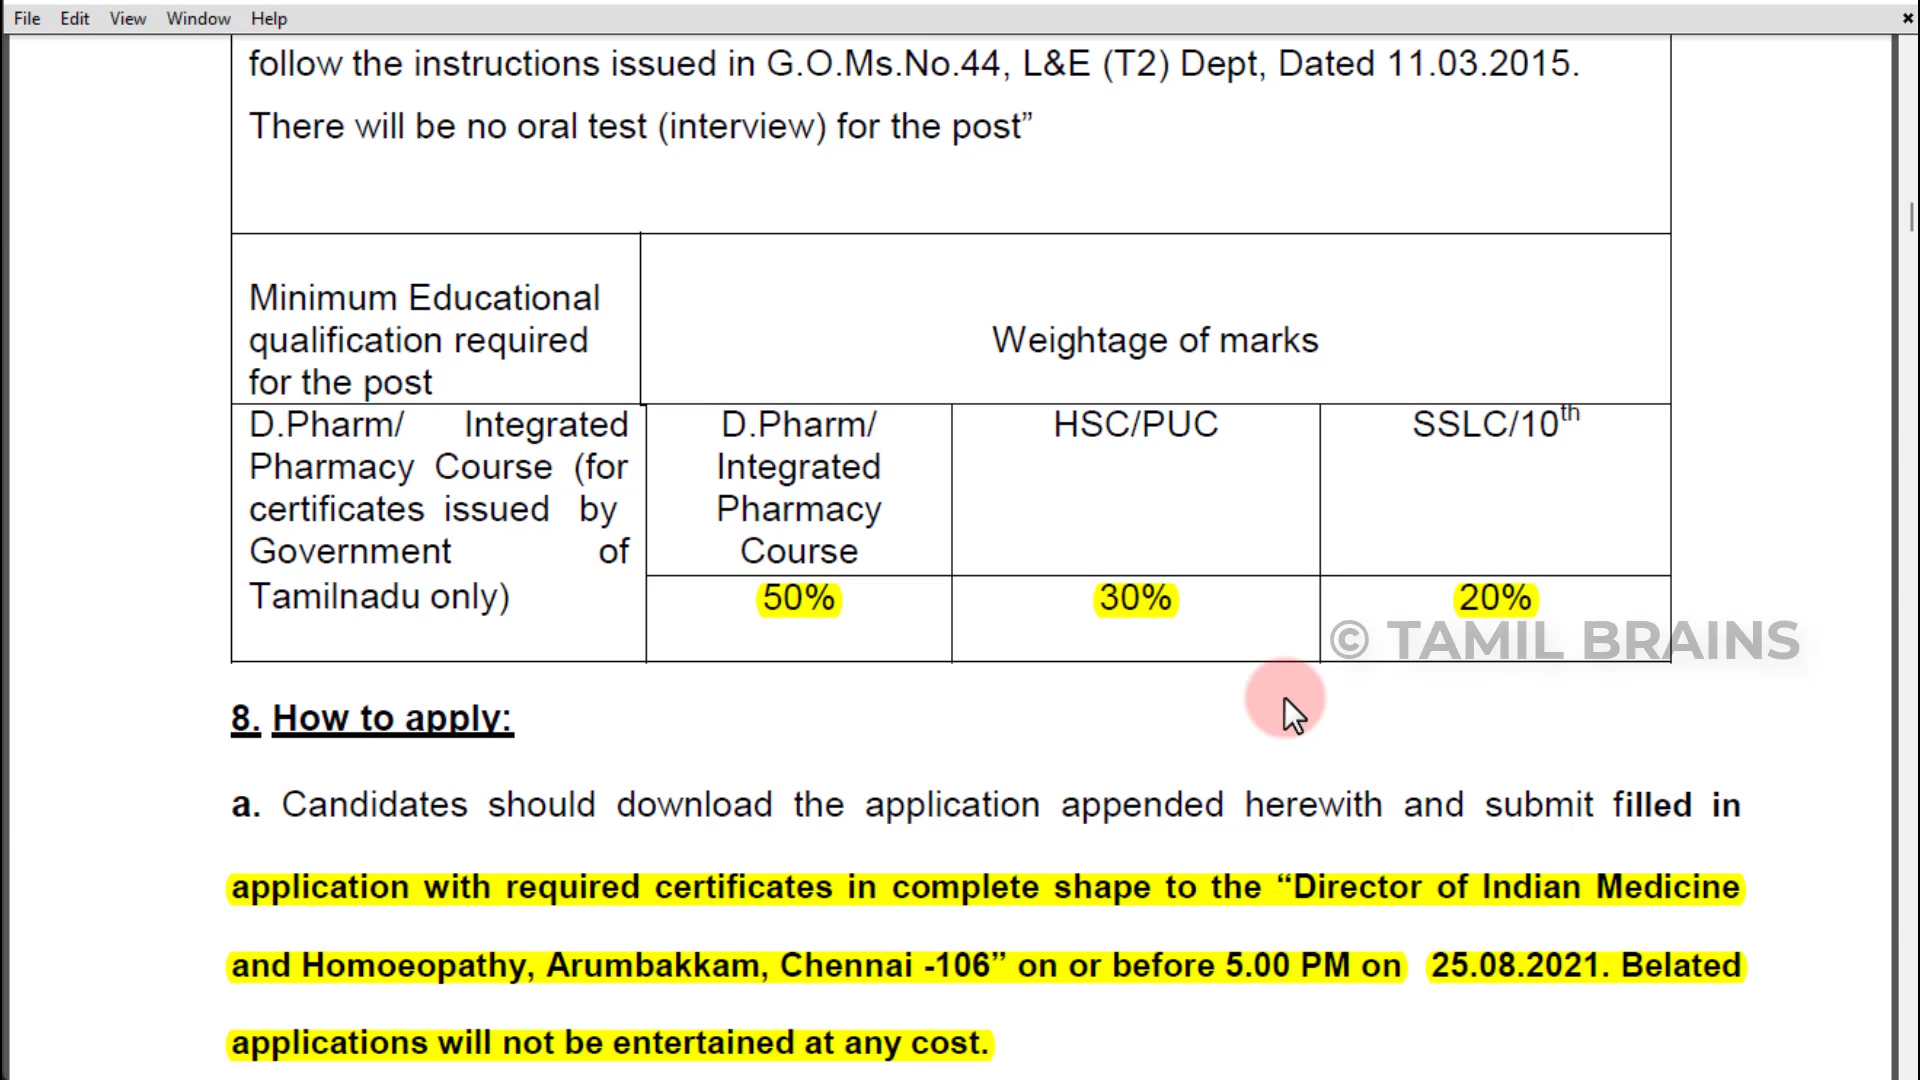 File Edit View Window Help
follow the instructions issued in G.O.Ms.No.44, L&E (T2) Dept, Dated 11.03.2015.
There will be no oral test (interview) for the post”
Minimum Educational
qualification required
for the post
Weightage of marks
D.Pharm/ Integrated
Pharmacy Course (for
certificates issued by
Government of
Tamilnadu only)
D.Pharm/
Integrated
Pharmacy
Course
HSC/PUC
SSLC/10th
50%
30%
20%
© TAMIL BRAINS
8. How to apply:
a. Candidates should download the application appended herewith and submit filled in
application with required certificates in complete shape to the “Director of Indian Medicine
and Homoeopathy, Arumbakkam, Chennai -106” on or before 5.00 PM on 25.08.2021. Belated
applications will not be entertained at any cost.